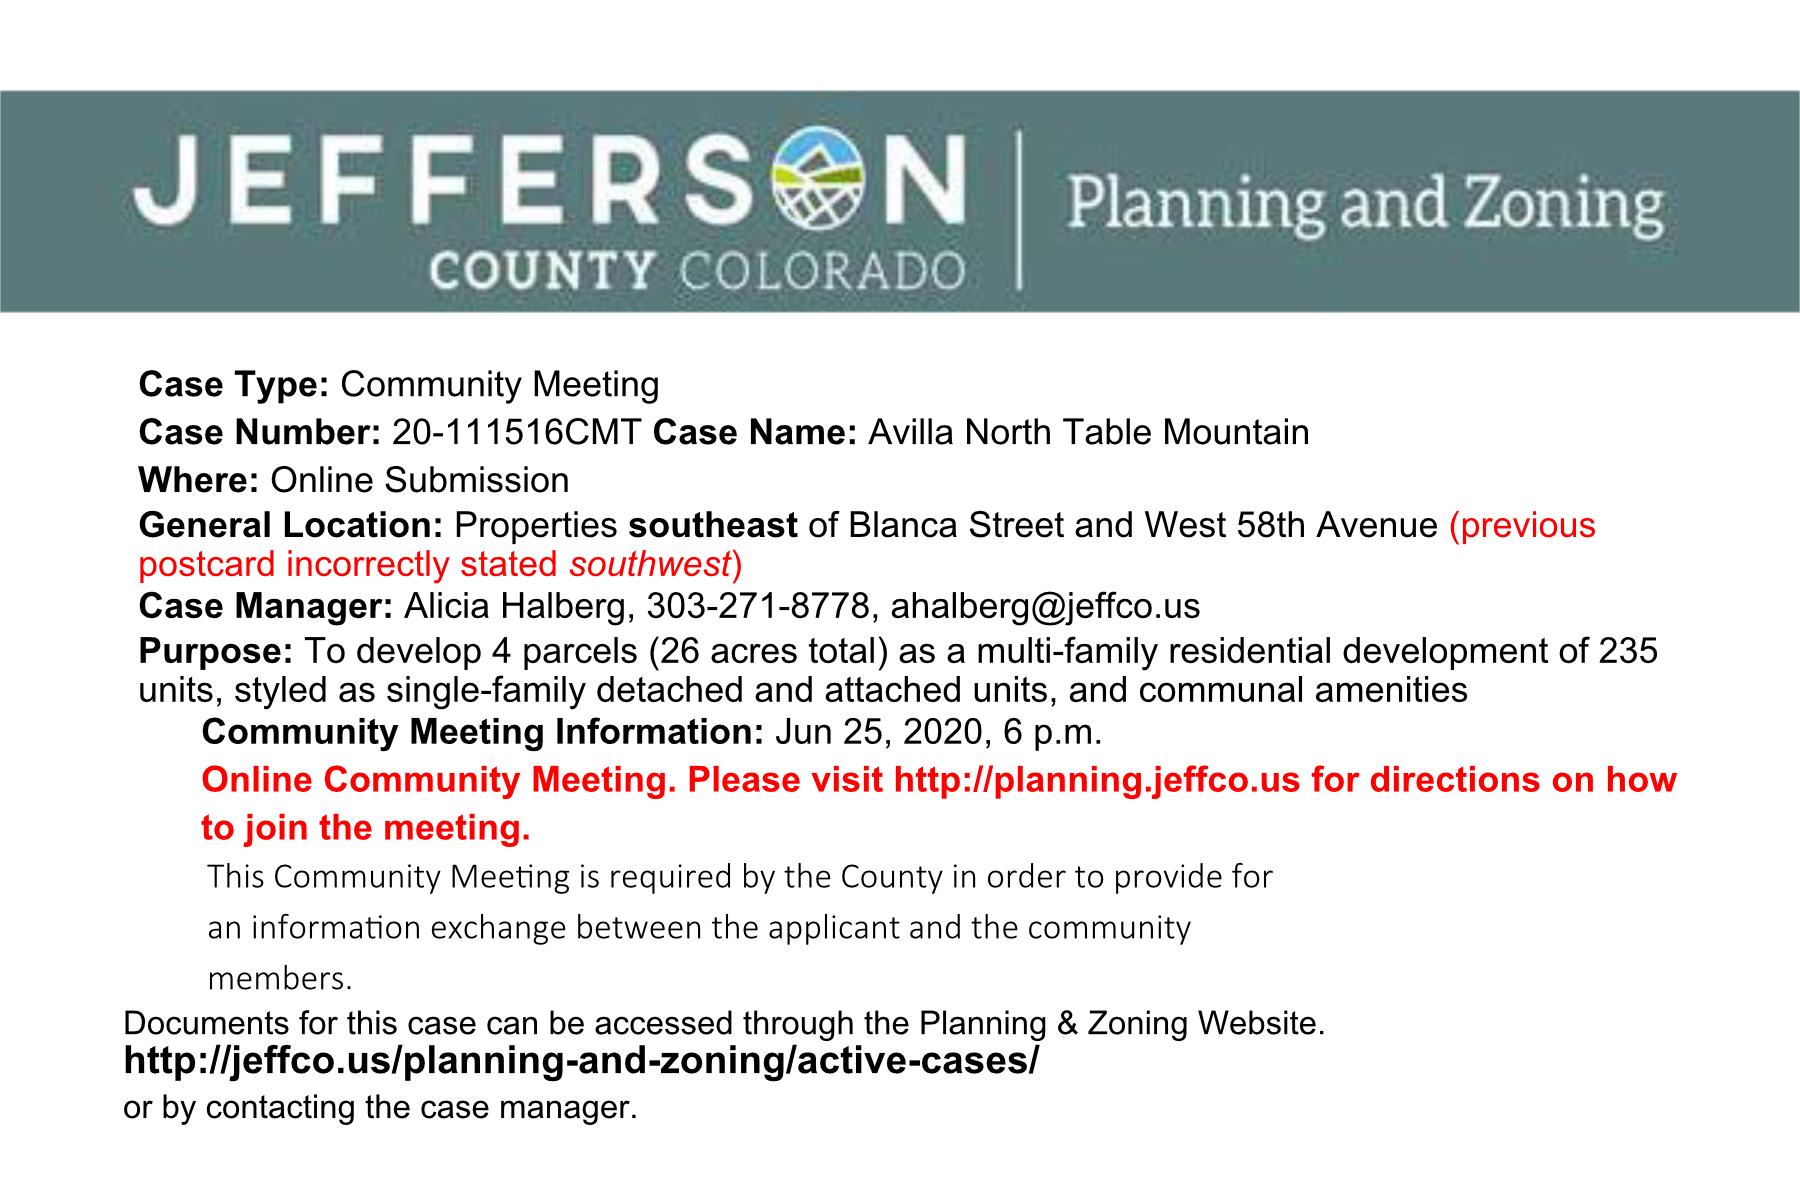 JEFFERSON
COUNTY COLORADO
Planning and Zoning
Case Type: Community Meeting
Case Number: 20-111516CMT Case Name: Avilla North Table Mountain
Where: Online Submission
General Location: Properties southeast of Blanca Street and West 58th Avenue (previous
postcard incorrectly stated southwest)
Case Manager: Alicia Halberg, 303-271-8778, ahalberg@jeffco.us
Purpose: To develop 4 parcels (26 acres total) as a multi-family residential development of 235
units, styled as single-family detached and attached units, and communal amenities
Community Meeting Information: Jun 25, 2020, 6 p.m.
Online Community Meeting. Please visit http://planning.jeffco.us for directions on how
to join the meeting.
This Community Meeting is required by the County in order to provide for
an information exchange between the applicant and the community
members.
Documents for this case can be accessed through the Planning & Zoning Website.
http://jeffco.us/planning-and-zoning/active-cases/
or by contacting the case manager.